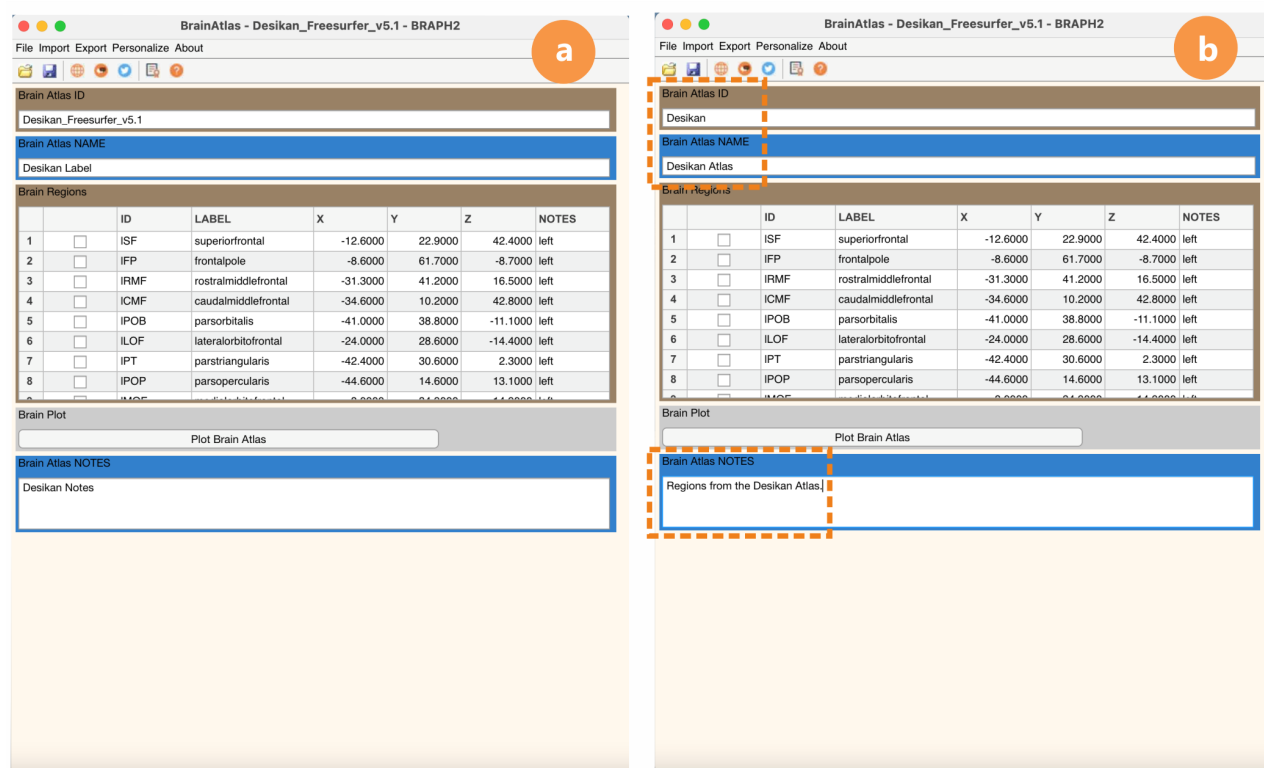 BrainAtlas - Desikan_Freesurfer_v5.1 - BRAPH2
File Import Export Personalize About
a
Brain Atlas ID
Desikan_Freesurfer_v5.1
Brain Atlas NAME
Desikan Label
Brain Regions
ID LABEL X Y Z NOTES
1 lSF superiorfrontal -12.6000 22.9000 42.4000 left
2 lFP frontalpole -8.6000 61.7000 -8.7000 left
3 lRMF rostralmiddlefrontal -31.3000 41.2000 16.5000 left
4 lCMF caudalmiddlefrontal -34.6000 10.2000 42.8000 left
5 lPOB parsorbitalis -41.0000 38.8000 -11.1000 left
6 lLOF lateralorbitofrontal -24.0000 28.6000 -14.4000 left
7 lPT parstriangularis -42.4000 30.6000 2.3000 left
8 lPOP parsopercularis -44.6000 14.6000 13.1000 left
Brain Plot
Plot Brain Atlas
Brain Atlas NOTES
Desikan Notes
BrainAtlas - Desikan_Freesurfer_v5.1 - BRAPH2
File Import Export Personalize About
b
Brain Atlas ID
Desikan
Brain Atlas NAME
Desikan Atlas
Brain Regions
ID LABEL X Y Z NOTES
1 lSF superiorfrontal -12.6000 22.9000 42.4000 left
2 lFP frontalpole -8.6000 61.7000 -8.7000 left
3 lRMF rostralmiddlefrontal -31.3000 41.2000 16.5000 left
4 lCMF caudalmiddlefrontal -34.6000 10.2000 42.8000 left
5 lPOB parsorbitalis -41.0000 38.8000 -11.1000 left
6 lLOF lateralorbitofrontal -24.0000 28.6000 -14.4000 left
7 lPT parstriangularis -42.4000 30.6000 2.3000 left
8 lPOP parsopercularis -44.6000 14.6000 13.1000 left
Brain Plot
Plot Brain Atlas
Brain Atlas NOTES
Regions from the Desikan Atlas.